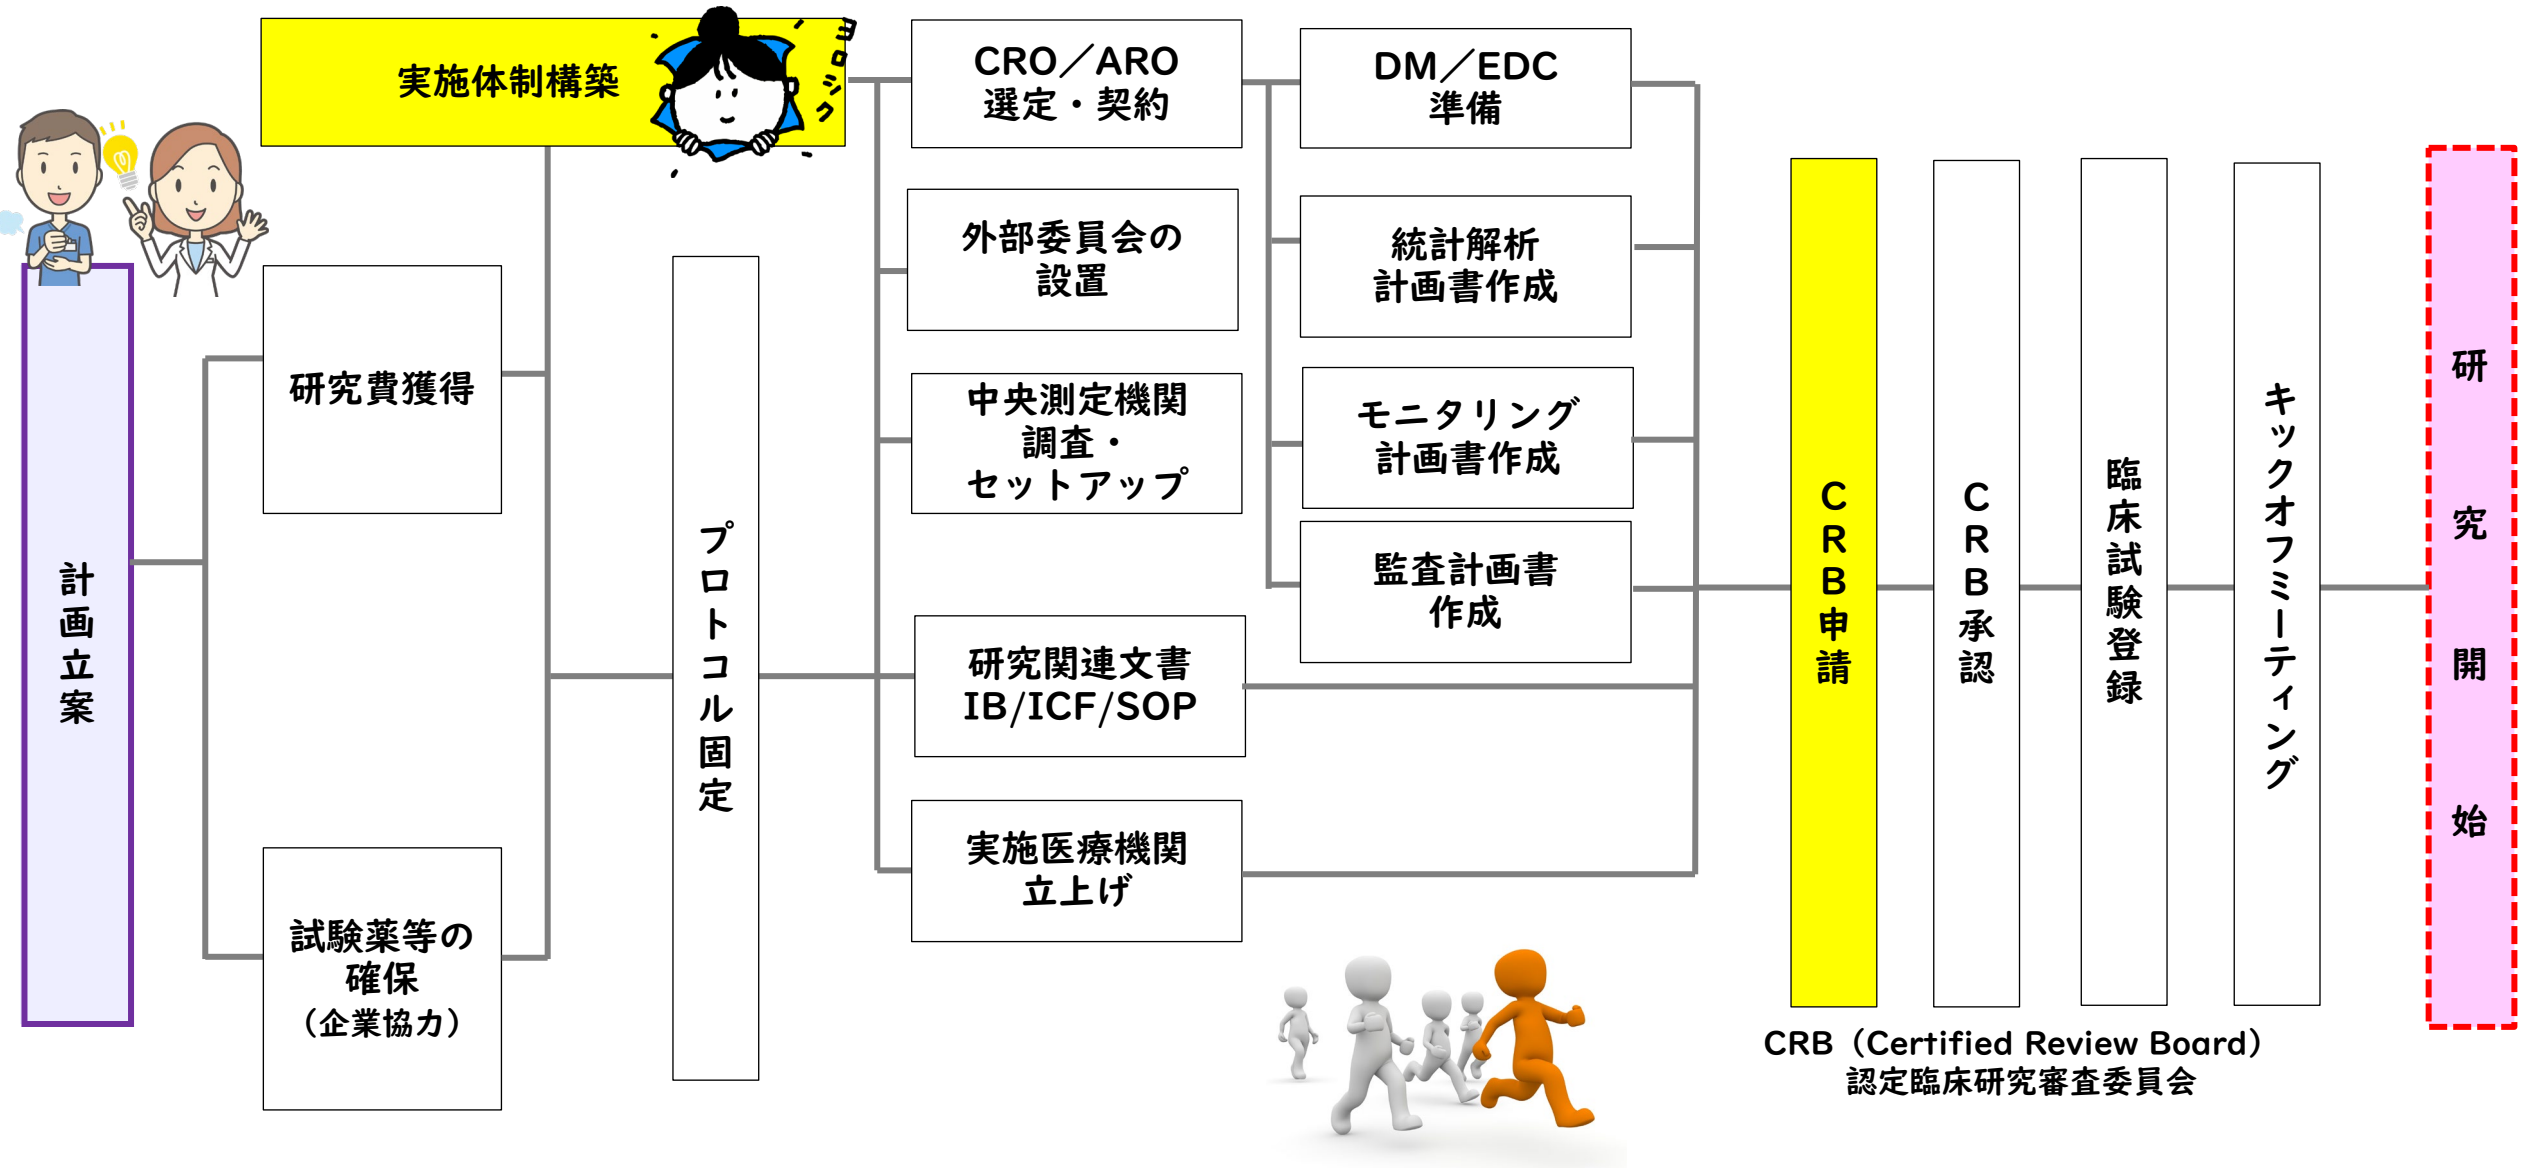 計画立案
実施体制構築
ヨロシク
研究費獲得
試験薬等の
確保
（企業協力）
プロトコル固定
CRO／ARO
選定・契約
外部委員会の
設置
中央測定機関
調査・
セットアップ
研究関連文書
IB/ICF/SOP
実施医療機関
立上げ
DM／EDC
準備
統計解析
計画書作成
モニタリング
計画書作成
監査計画書
作成
CRB申請
CRB承認
臨床試験登録
キックオフミーティング
研究開始
CRB（Certified Review Board）
認定臨床研究審査委員会